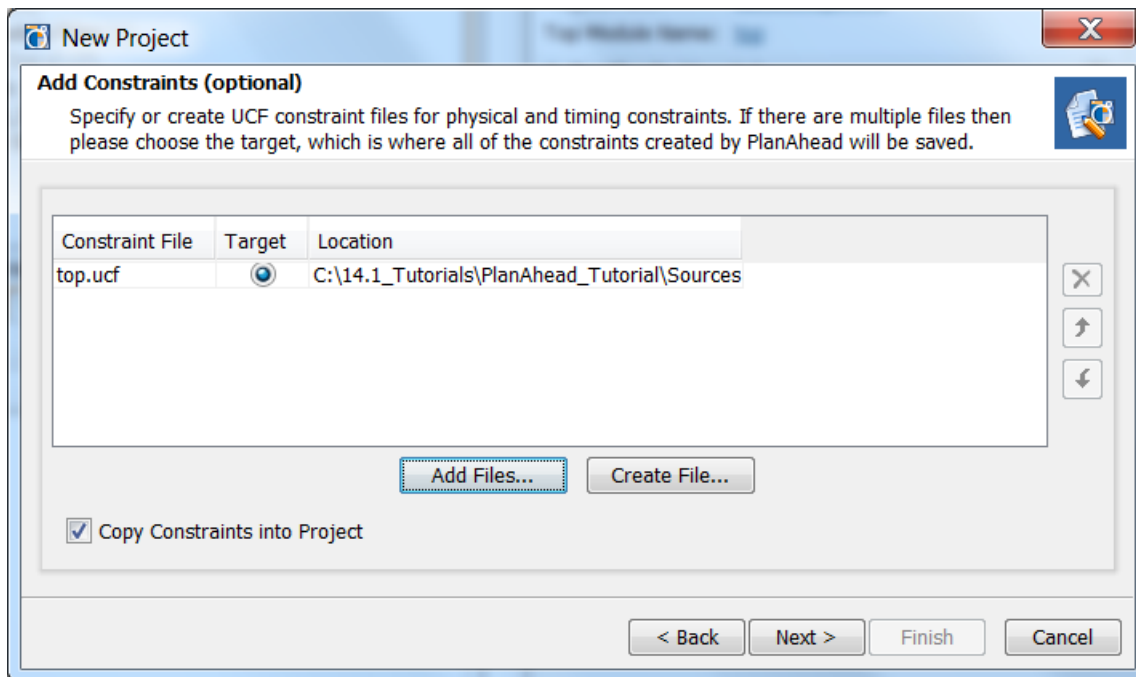 New Project
Add Constraints (optional)
Specify or create UCF constraint files for physical and timing constraints. If there are multiple files then
please choose the target, which is where all of the constraints created by PlanAhead will be saved.
Constraint File Target Location
top.ucf C:\14.1_Tutorials\PlanAhead_Tutorial\Sources
Add Files... Create File...
Copy Constraints into Project
< Back Next > Finish Cancel